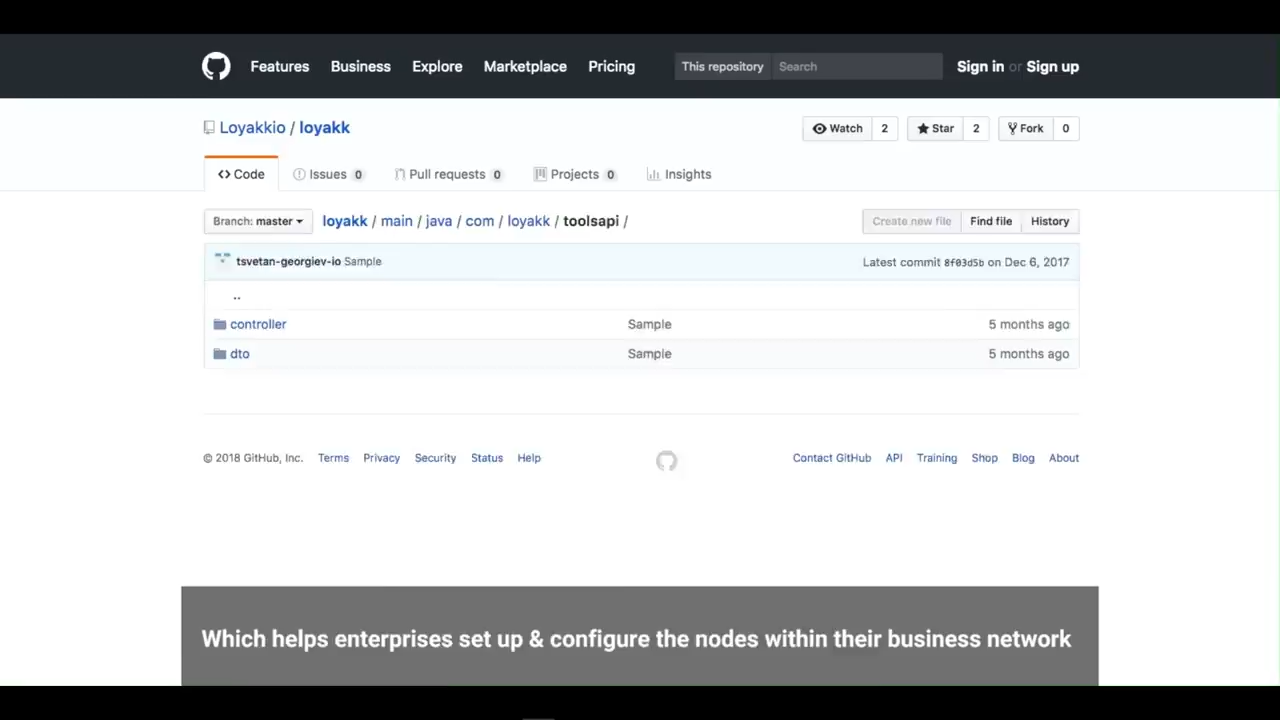 Features Business Explore Marketplace Pricing This repository Search Sign in or Sign up
Loyakkio / loyakk Watch 2 Star 2 Fork 0
Code Issues 0 Pull requests 0 Projects 0 Insights
Branch: master loyakk / main / java / com / loyakk / toolsapi / Create new file Find file History
tsvetan-georgiev-io Sample Latest commit 8f03d5b on Dec 6, 2017
..
controller Sample 5 months ago
dto Sample 5 months ago
© 2018 GitHub, Inc. Terms Privacy Security Status Help Contact GitHub API Training Shop Blog About
Which helps enterprises set up & configure the nodes within their business network